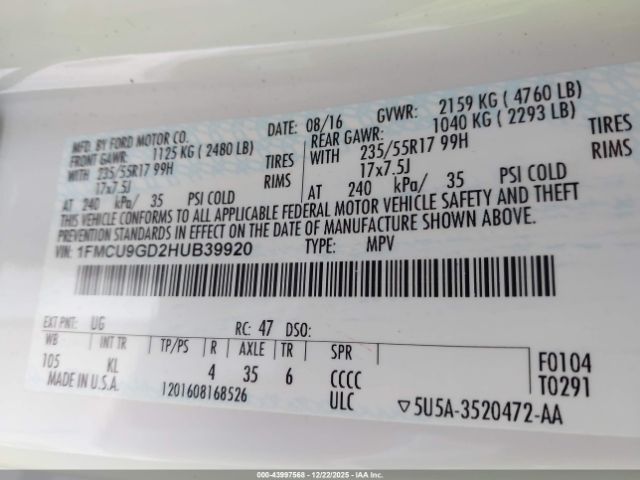 MFD. BY FORD MOTOR CO. DATE: 08/16 GVWR: 2159 KG ( 4760 LB)
FRONT GAWR: 1125 KG ( 2480 LB) REAR GAWR: 1040 KG ( 2293 LB)
WITH 235/55R17 99H TIRES WITH 235/55R17 99H TIRES
17x7.5J RIMS 17x7.5J RIMS
AT 240 kPa/ 35 PSI COLD AT 240 kPa/ 35 PSI COLD
THIS VEHICLE CONFORMS TO ALL APPLICABLE FEDERAL MOTOR VEHICLE SAFETY AND THEFT
PREVENTION STANDARDS IN EFFECT ON THE DATE OF MANUFACTURE SHOWN ABOVE.
VIN: 1FMCU9GD2HUB39920 TYPE: MPV
EXT PNT: UG RC: 47 DSO:
WB INT TR TP/PS R AXLE TR SPR
105 KL 4 35 6 CCCC F0104
MADE IN U.S.A. 1201608168526 ULC T0291
▽5U5A-3520472-AA
000-43997568 - 12/22/2025 - IAA Inc.